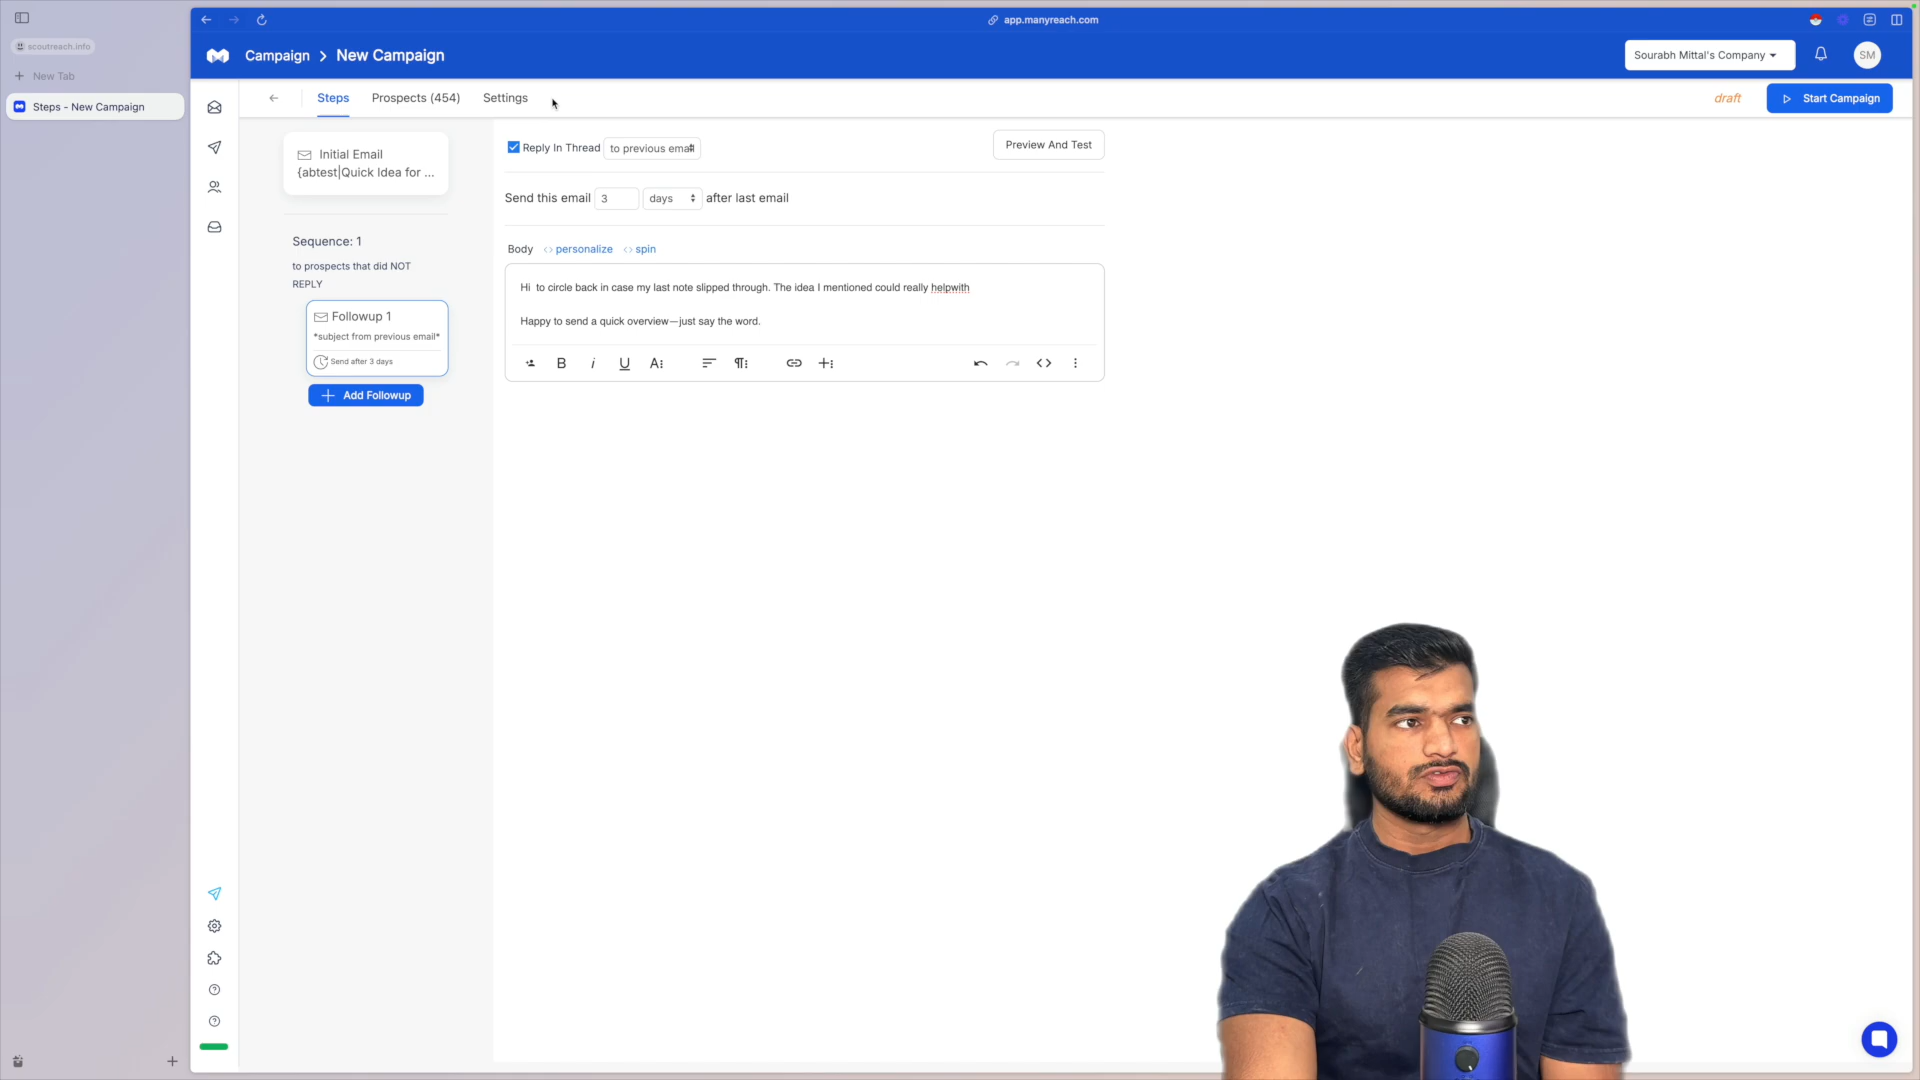 scoutreach.info
New Tab
Steps - New Campaign
app.manyreach.com
Campaign > New Campaign
Sourabh Mittal's Company
SM
Steps
Prospects (454)
Settings
draft
Start Campaign
Initial Email
{abtest|Quick Idea for ...
Sequence: 1
to prospects that did NOT
REPLY
Followup 1
*subject from previous email*
Send after 3 days
Add Followup
Reply In Thread to previous email
Preview And Test
Send this email 3 days after last email
Body <> personalize <> spin
Hi  to circle back in case my last note slipped through. The idea I mentioned could really helpwith
Happy to send a quick overview—just say the word.